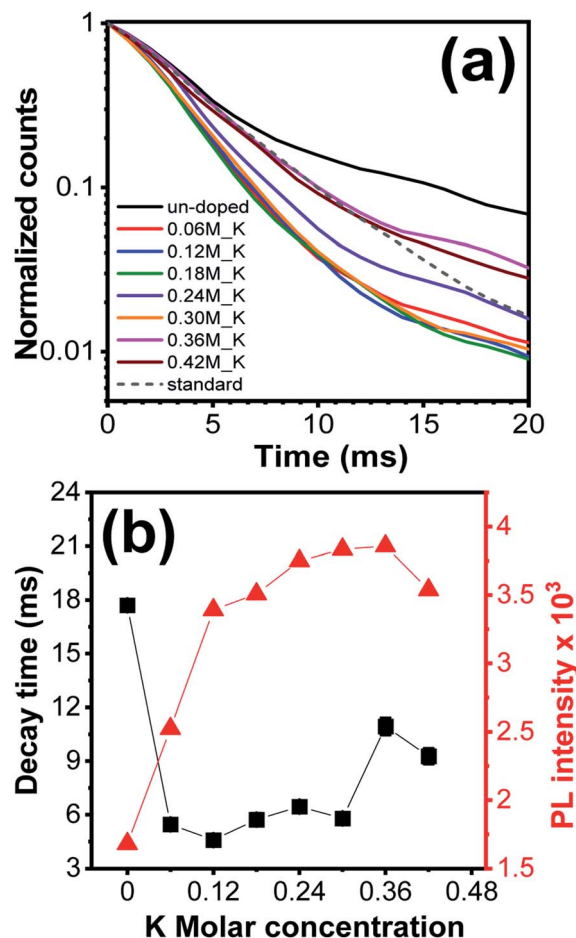 (a)
Normalized counts
1
0.1
0.01
un-doped
0.06M_K
0.12M_K
0.18M_K
0.24M_K
0.30M_K
0.36M_K
0.42M_K
standard
0 5 10 15 20
Time (ms)
(b)
Decay time (ms)
24
21
18
15
12
9
6
3
4
3.5
3
2.5
2
1.5
PL intensity x 10³
0 0.12 0.24 0.36 0.48
K Molar concentration